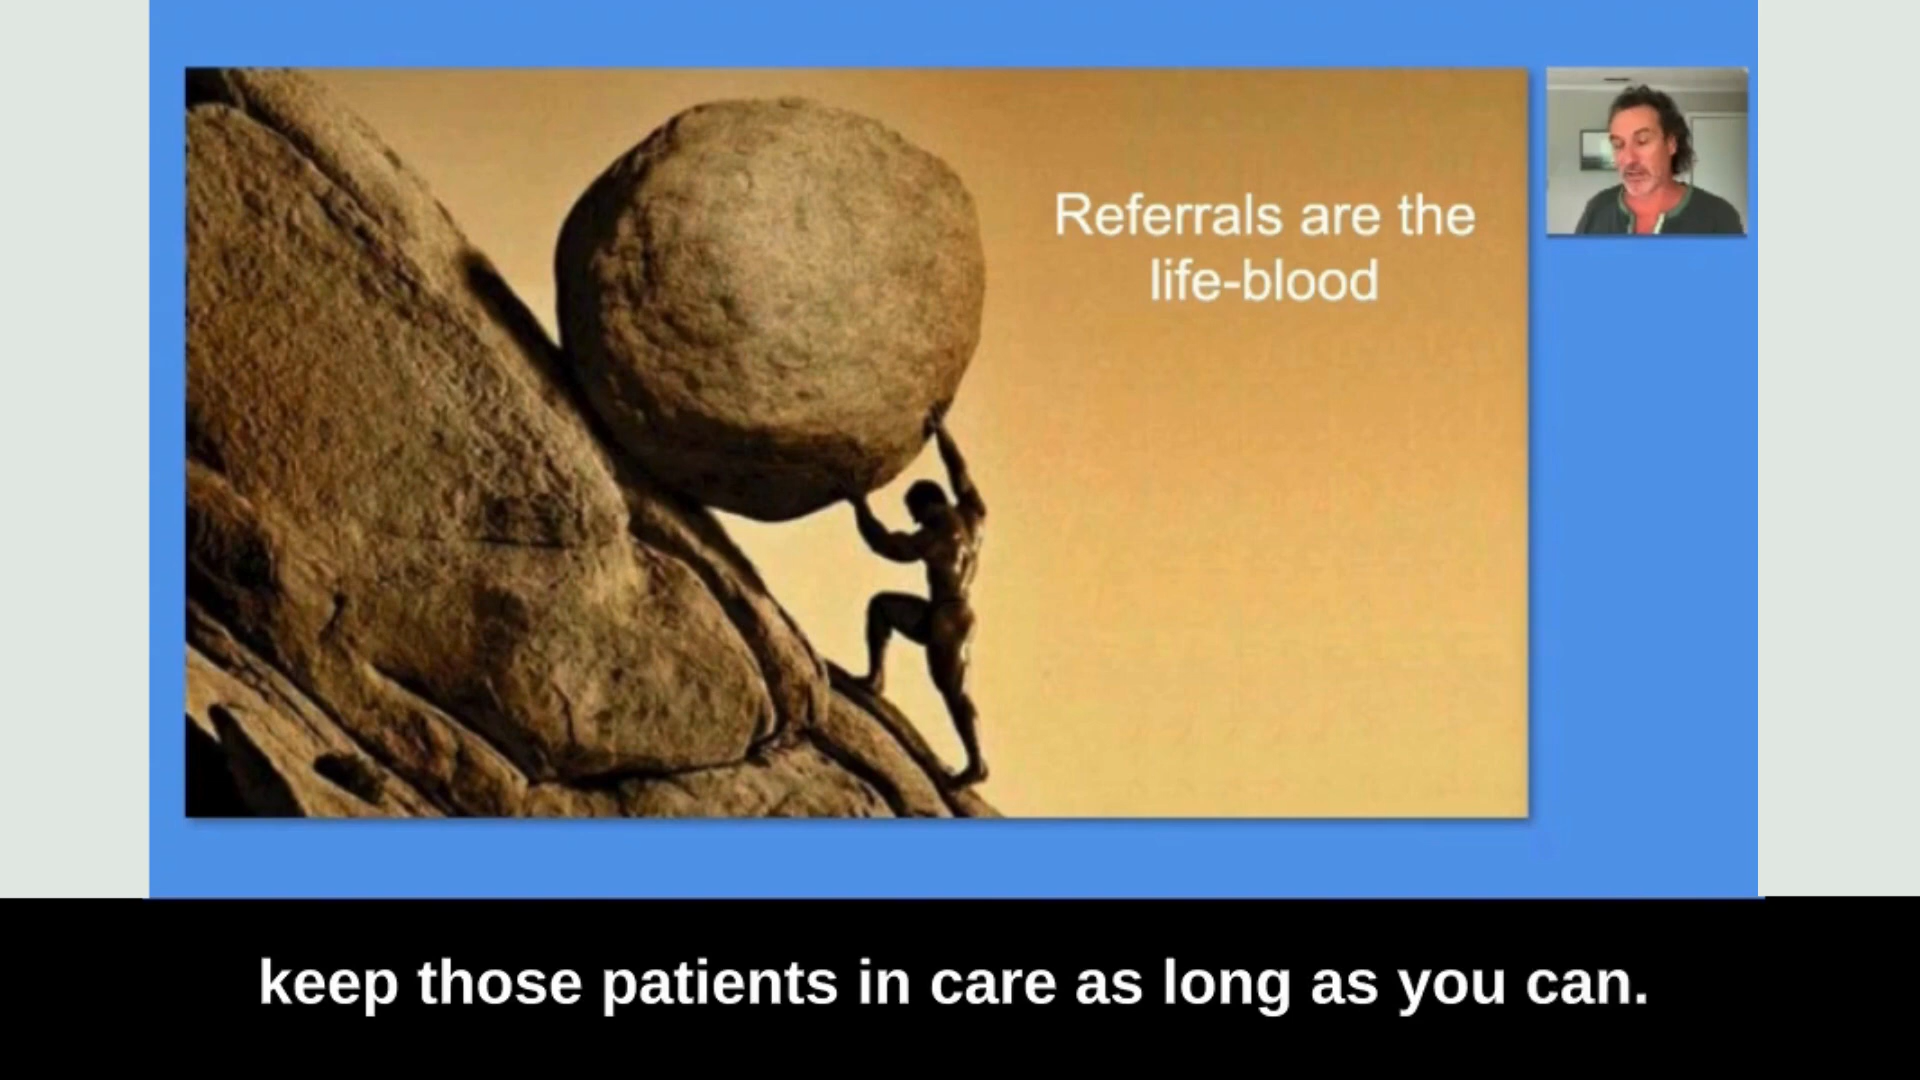 Referrals are the
life-blood
keep those patients in care as long as you can.